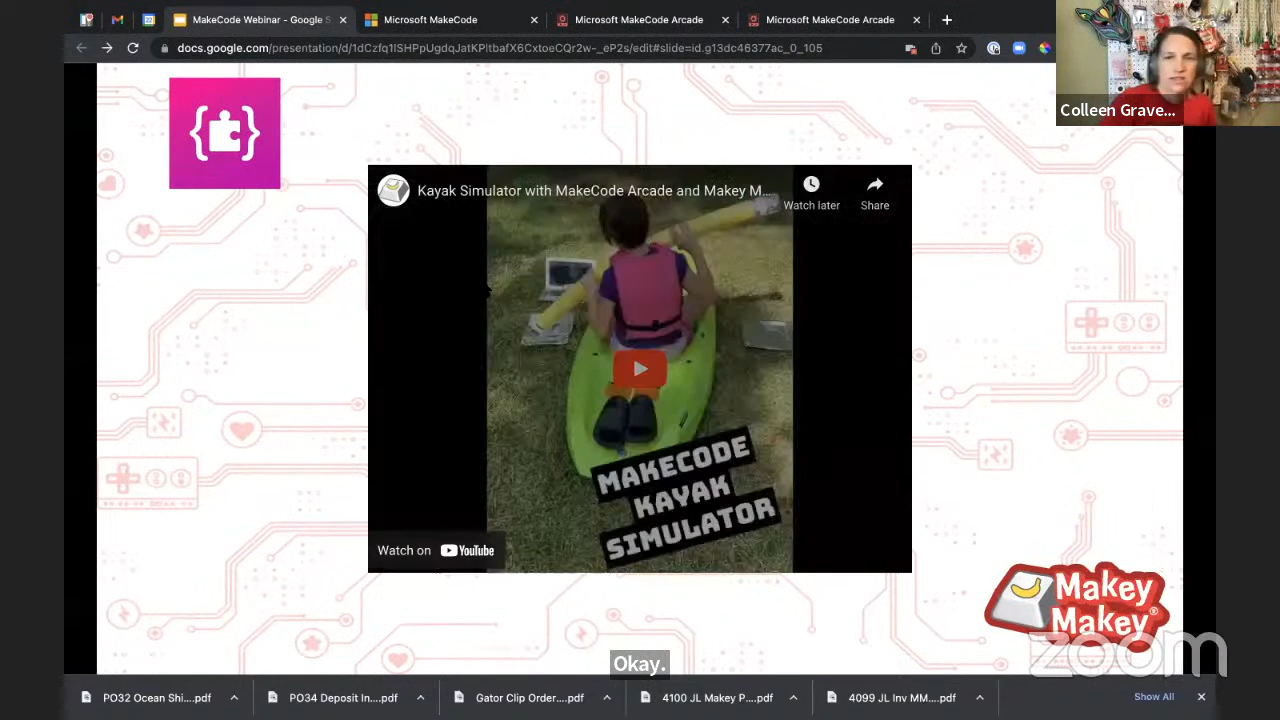 MakeCode Webinar - Google S
Microsoft MakeCode
Microsoft MakeCode Arcade
Microsoft MakeCode Arcade
docs.google.com/presentation/d/1dCzfq1lSHPpUgdqJatKPltbafX6CxtoeCQr2w-_eP2s/edit#slide=id.g13dc46377ac_0_105
Colleen Grave...
Kayak Simulator with MakeCode Arcade and Makey M...
Watch later
Share
MAKECODE
KAYAK
SIMULATOR
Watch on YouTube
Makey
Makey®
zoom
Okay.
PO32 Ocean Shi....pdf
PO34 Deposit In....pdf
Gator Clip Order....pdf
4100 JL Makey P....pdf
4099 JL Inv MM....pdf
Show All